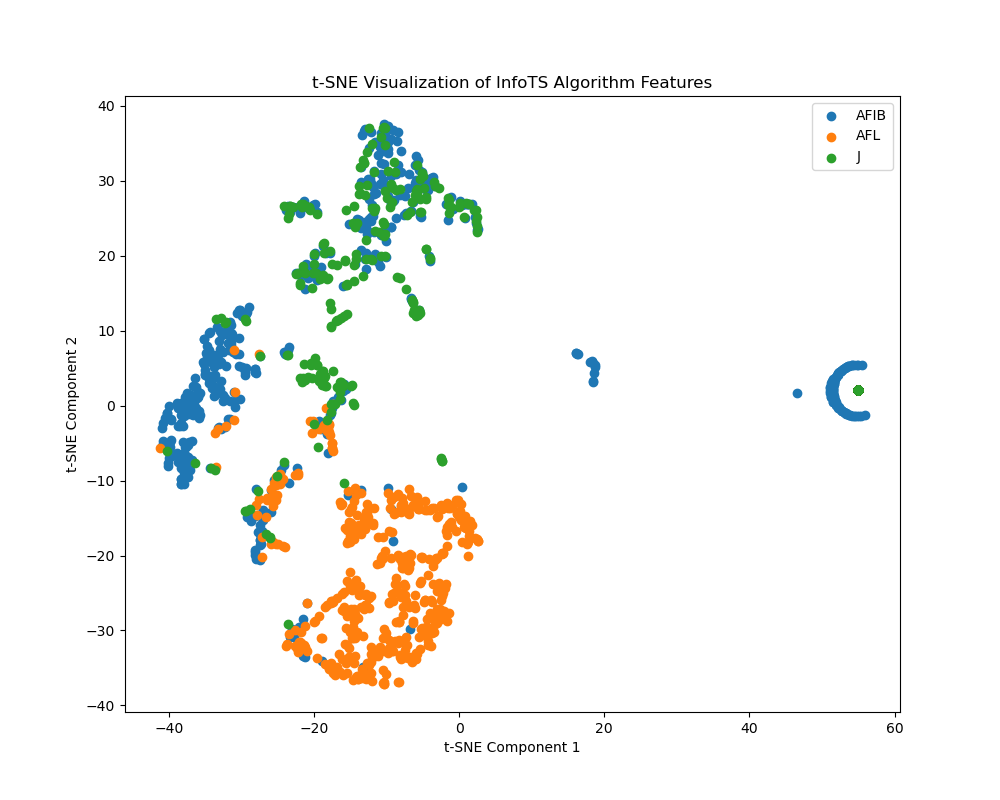 t-SNE Visualization of InfoTS Algorithm Features
AFIB
AFL
J
40
30
20
10
0
−10
−20
−30
−40
t-SNE Component 2
−40
−20
0
20
40
60
t-SNE Component 1